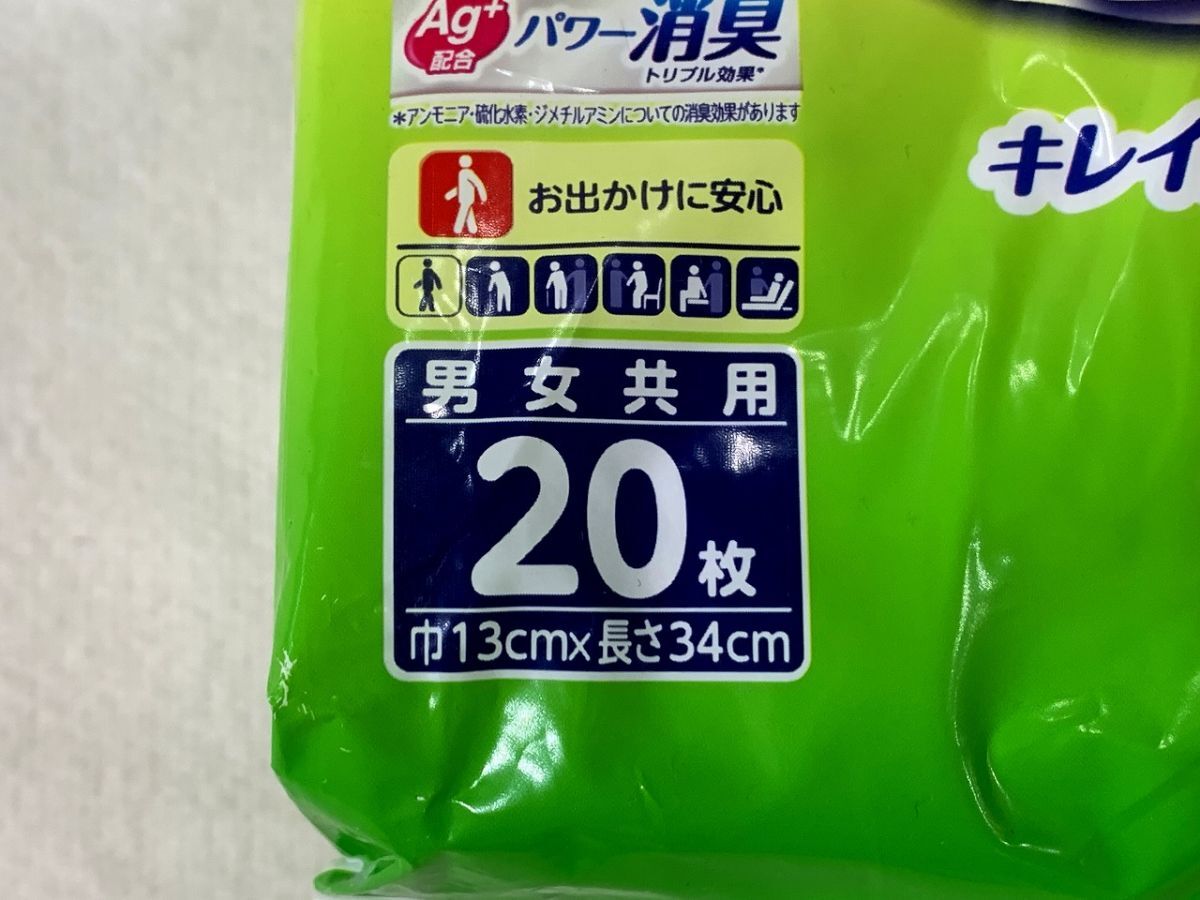 Ag⁺
配合
パワー消臭
トリプル効果*
*アンモニア・硫化水素・ジメチルアミンについての消臭効果があります
キレイ
お出かけに安心
男女共用
20枚
巾13cm×長さ34cm